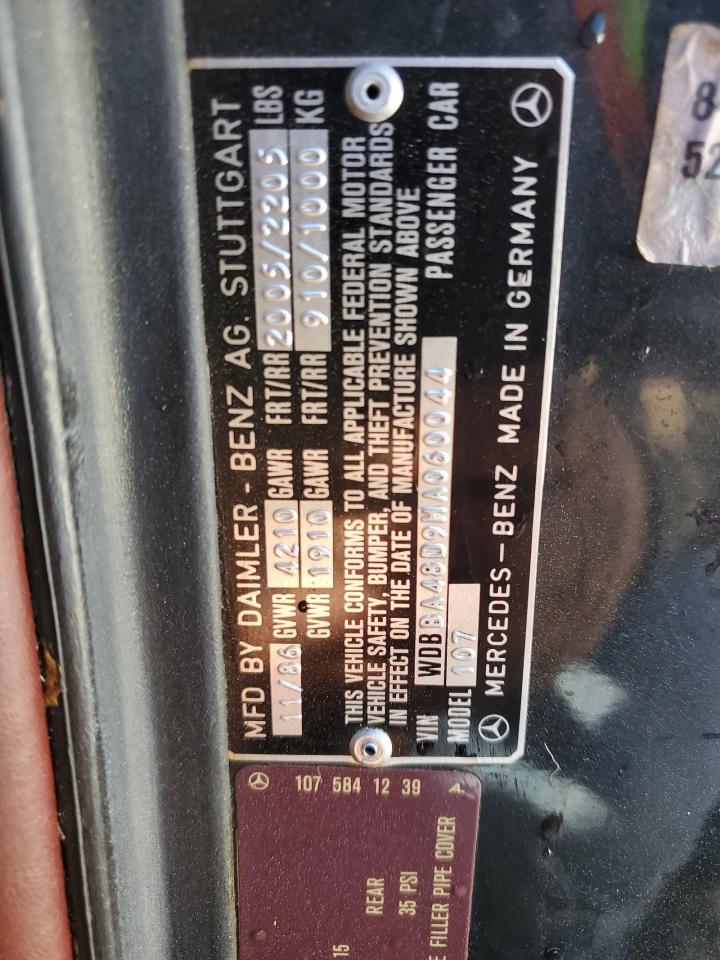 MFD BY DAIMLER - BENZ AG. STUTTGART
11/86 GVWR 4210 GAWR FRT/RR 2005/2205 LBS
GVWR 1910 GAWR FRT/RR 910/1000 KG
THIS VEHICLE CONFORMS TO ALL APPLICABLE FEDERAL MOTOR
VEHICLE SAFETY, BUMPER, AND THEFT PREVENTION STANDARDS
IN EFFECT ON THE DATE OF MANUFACTURE SHOWN ABOVE
VIN WDB BA48D9HA060044 PASSENGER CAR
MODEL 107
MERCEDES-BENZ MADE IN GERMANY
107 584 12 39 A
REAR
15 35 PSI
FILLER PIPE COVER
8
52